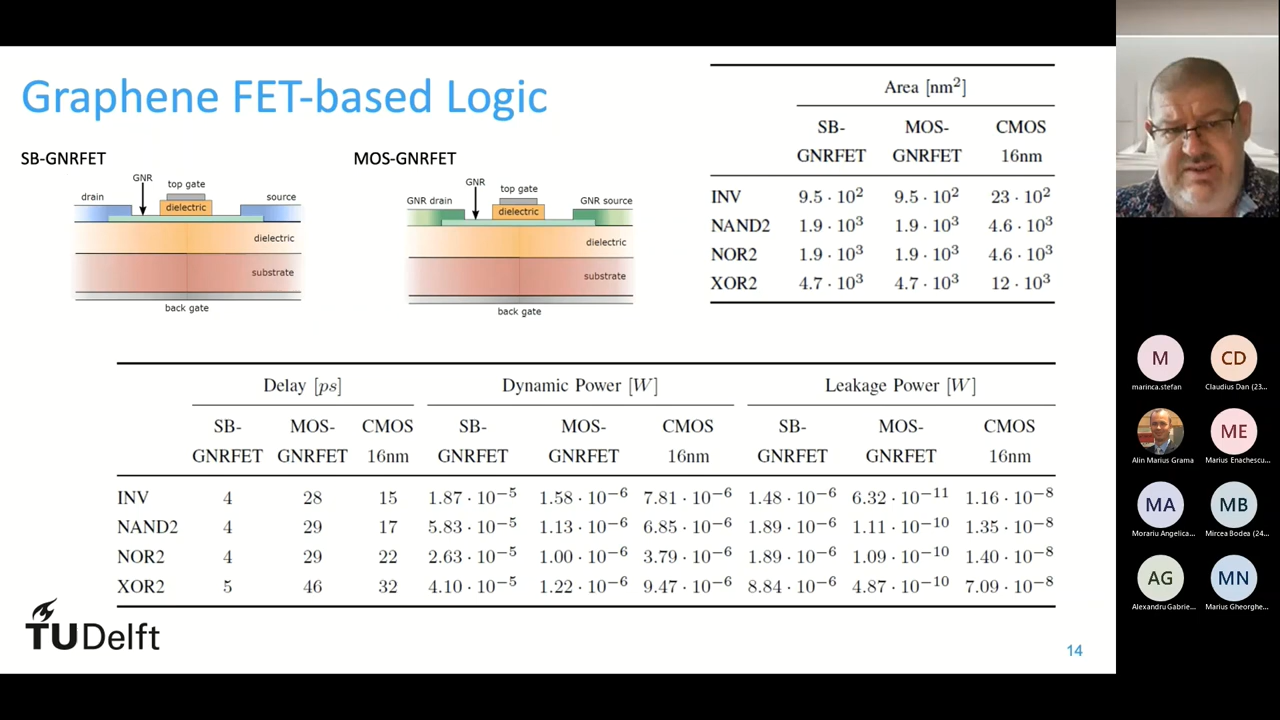 Graphene FET-based Logic
SB-GNRFET
GNR
drain
top gate
source
dielectric
dielectric
substrate
back gate
MOS-GNRFET
GNR
GNR drain
top gate
GNR source
dielectric
dielectric
substrate
back gate
Area [nm²]
SB- MOS- CMOS
GNRFET GNRFET 16nm
INV 9.5 · 10² 9.5 · 10² 23 · 10²
NAND2 1.9 · 10³ 1.9 · 10³ 4.6 · 10³
NOR2 1.9 · 10³ 1.9 · 10³ 4.6 · 10³
XOR2 4.7 · 10³ 4.7 · 10³ 12 · 10³
Delay [ps] Dynamic Power [W] Leakage Power [W]
SB- MOS- CMOS SB- MOS- CMOS SB- MOS- CMOS
GNRFET GNRFET 16nm GNRFET GNRFET 16nm GNRFET GNRFET 16nm
INV 4 28 15 1.87 · 10⁻⁵ 1.58 · 10⁻⁶ 7.81 · 10⁻⁶ 1.48 · 10⁻⁶ 6.32 · 10⁻¹¹ 1.16 · 10⁻⁸
NAND2 4 29 17 5.83 · 10⁻⁵ 1.13 · 10⁻⁶ 6.85 · 10⁻⁶ 1.89 · 10⁻⁶ 1.11 · 10⁻¹⁰ 1.35 · 10⁻⁸
NOR2 4 29 22 2.63 · 10⁻⁵ 1.00 · 10⁻⁶ 3.79 · 10⁻⁶ 1.89 · 10⁻⁶ 1.09 · 10⁻¹⁰ 1.40 · 10⁻⁸
XOR2 5 46 32 4.10 · 10⁻⁵ 1.22 · 10⁻⁶ 9.47 · 10⁻⁶ 8.84 · 10⁻⁶ 4.87 · 10⁻¹⁰ 7.09 · 10⁻⁸
TUDelft
14
M CD
marinca.stefan Claudius Dan (23...
ME
Alin Marius Grama Marius Enachescu...
MA MB
Morariu Angelica... Mircea Bodea (24...
AG MN
Alexandru Gabrie... Marius Gheorghe...